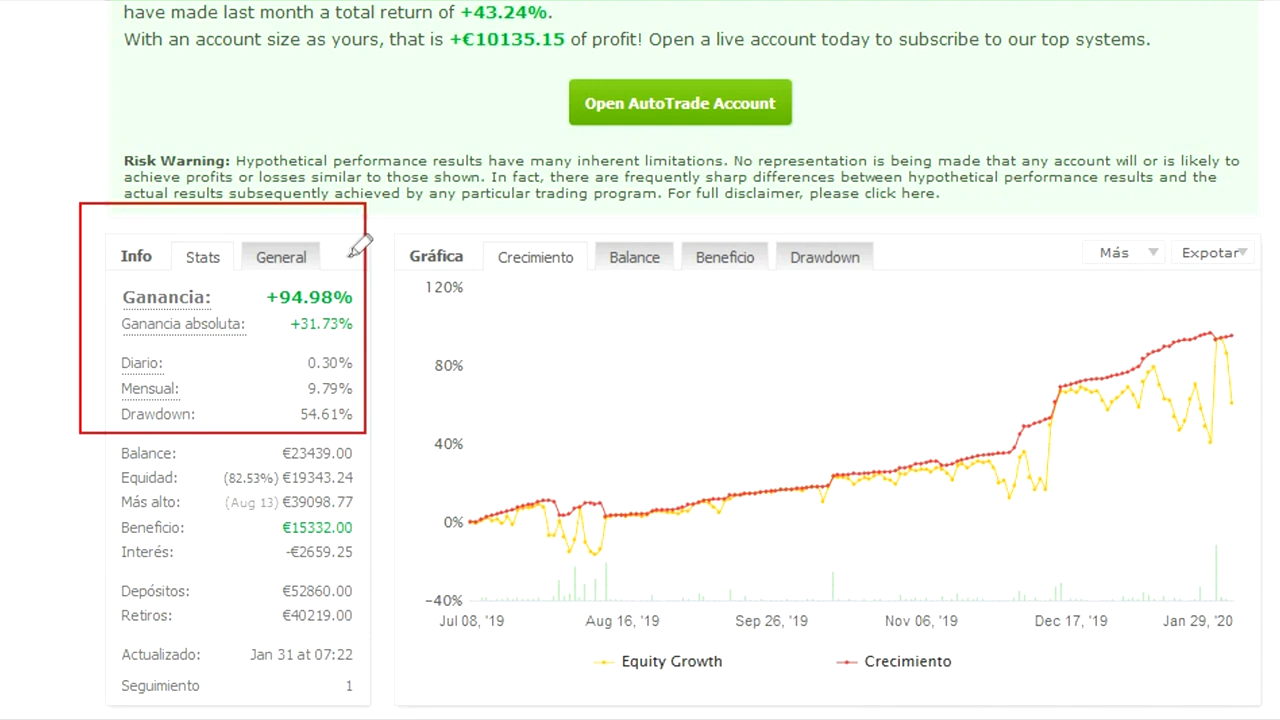 have made last month a total return of +43.24%.
With an account size as yours, that is +€10135.15 of profit! Open a live account today to subscribe to our top systems.
Open AutoTrade Account
Risk Warning: Hypothetical performance results have many inherent limitations. No representation is being made that any account will or is likely to
achieve profits or losses similar to those shown. In fact, there are frequently sharp differences between hypothetical performance results and the
actual results subsequently achieved by any particular trading program. For full disclaimer, please click here.
Info Stats General
Ganancia: +94.98%
Ganancia absoluta: +31.73%
Diario: 0.30%
Mensual: 9.79%
Drawdown: 54.61%
Balance: €23439.00
Equidad: (82.53%) €19343.24
Más alto: (Aug 13) €39098.77
Beneficio: €15332.00
Interés: -€2659.25
Depósitos: €52860.00
Retiros: €40219.00
Actualizado: Jan 31 at 07:22
Seguimiento 1
Gráfica Crecimiento Balance Beneficio Drawdown Más Expotar
120%
80%
40%
0%
-40%
Jul 08, '19 Aug 16, '19 Sep 26, '19 Nov 06, '19 Dec 17, '19 Jan 29, '20
Equity Growth Crecimiento